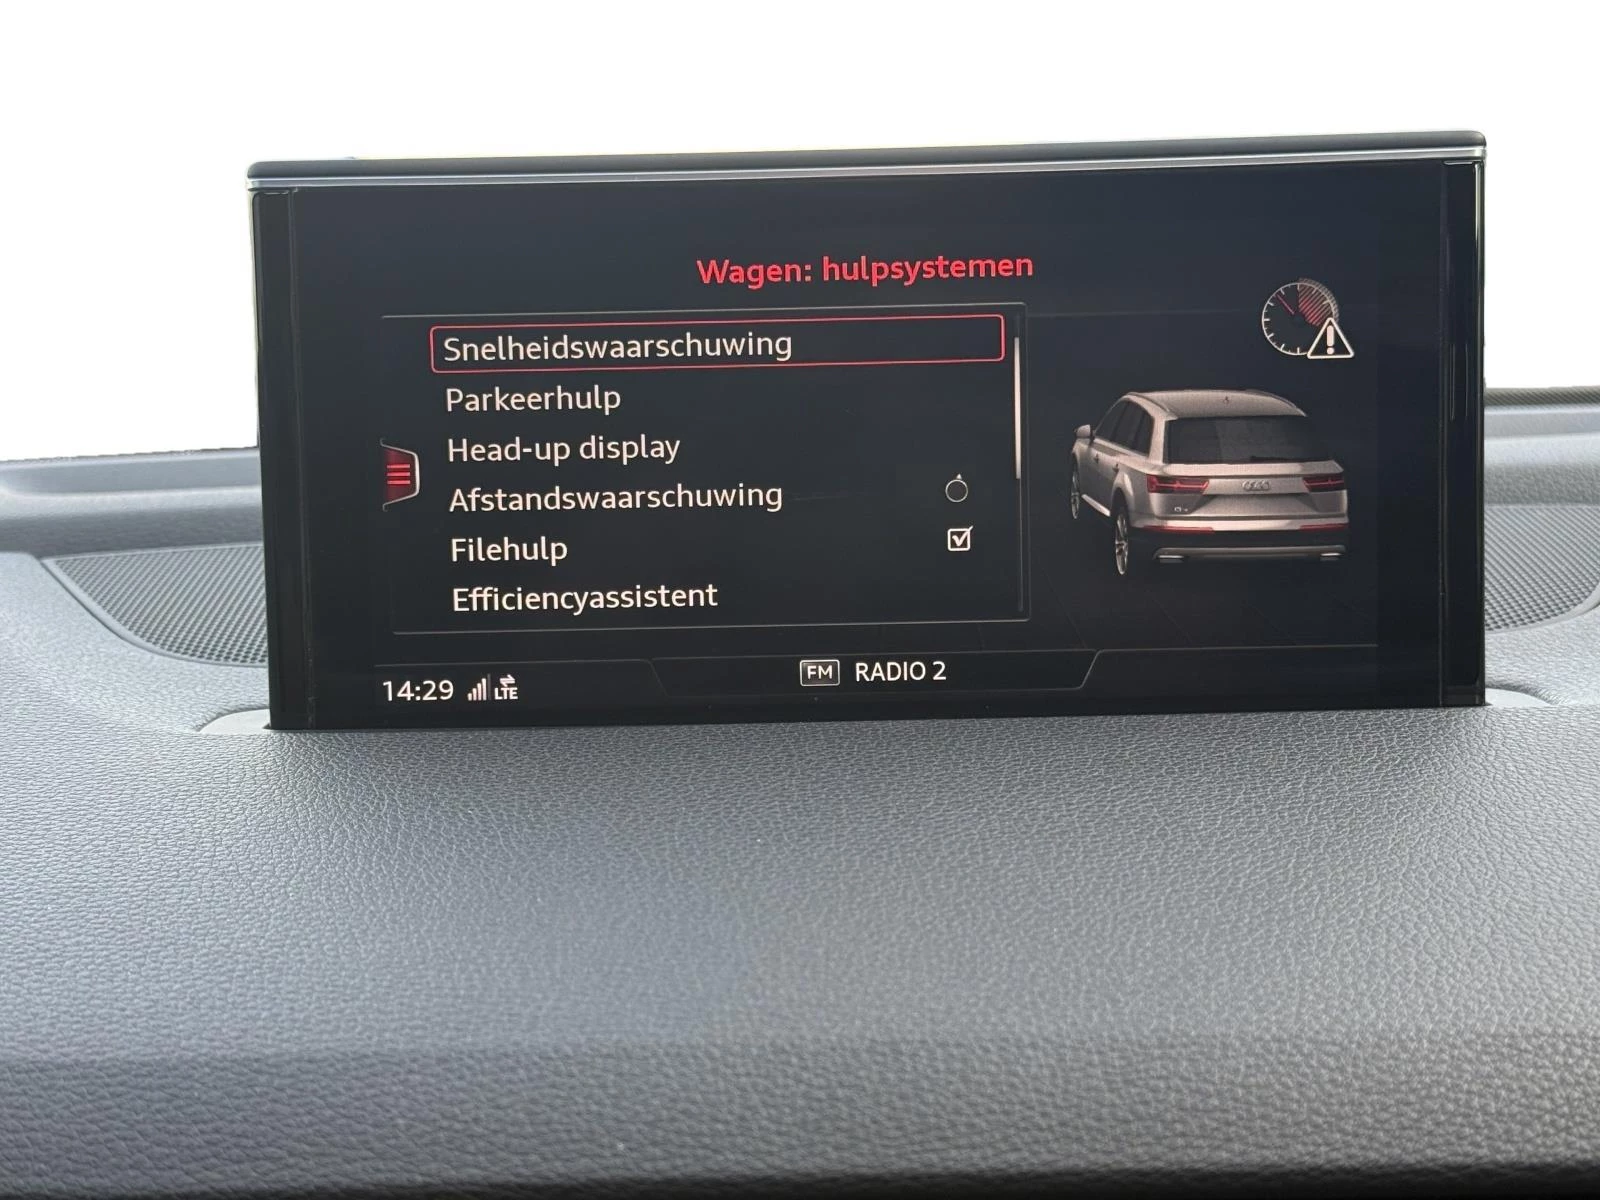 Wagen: hulpsystemen
Snelheidswaarschuwing
Parkeerhulp
Head-up display
Afstandswaarschuwing
Filehulp
Efficiencyassistent
14:29 LTE
FM RADIO 2